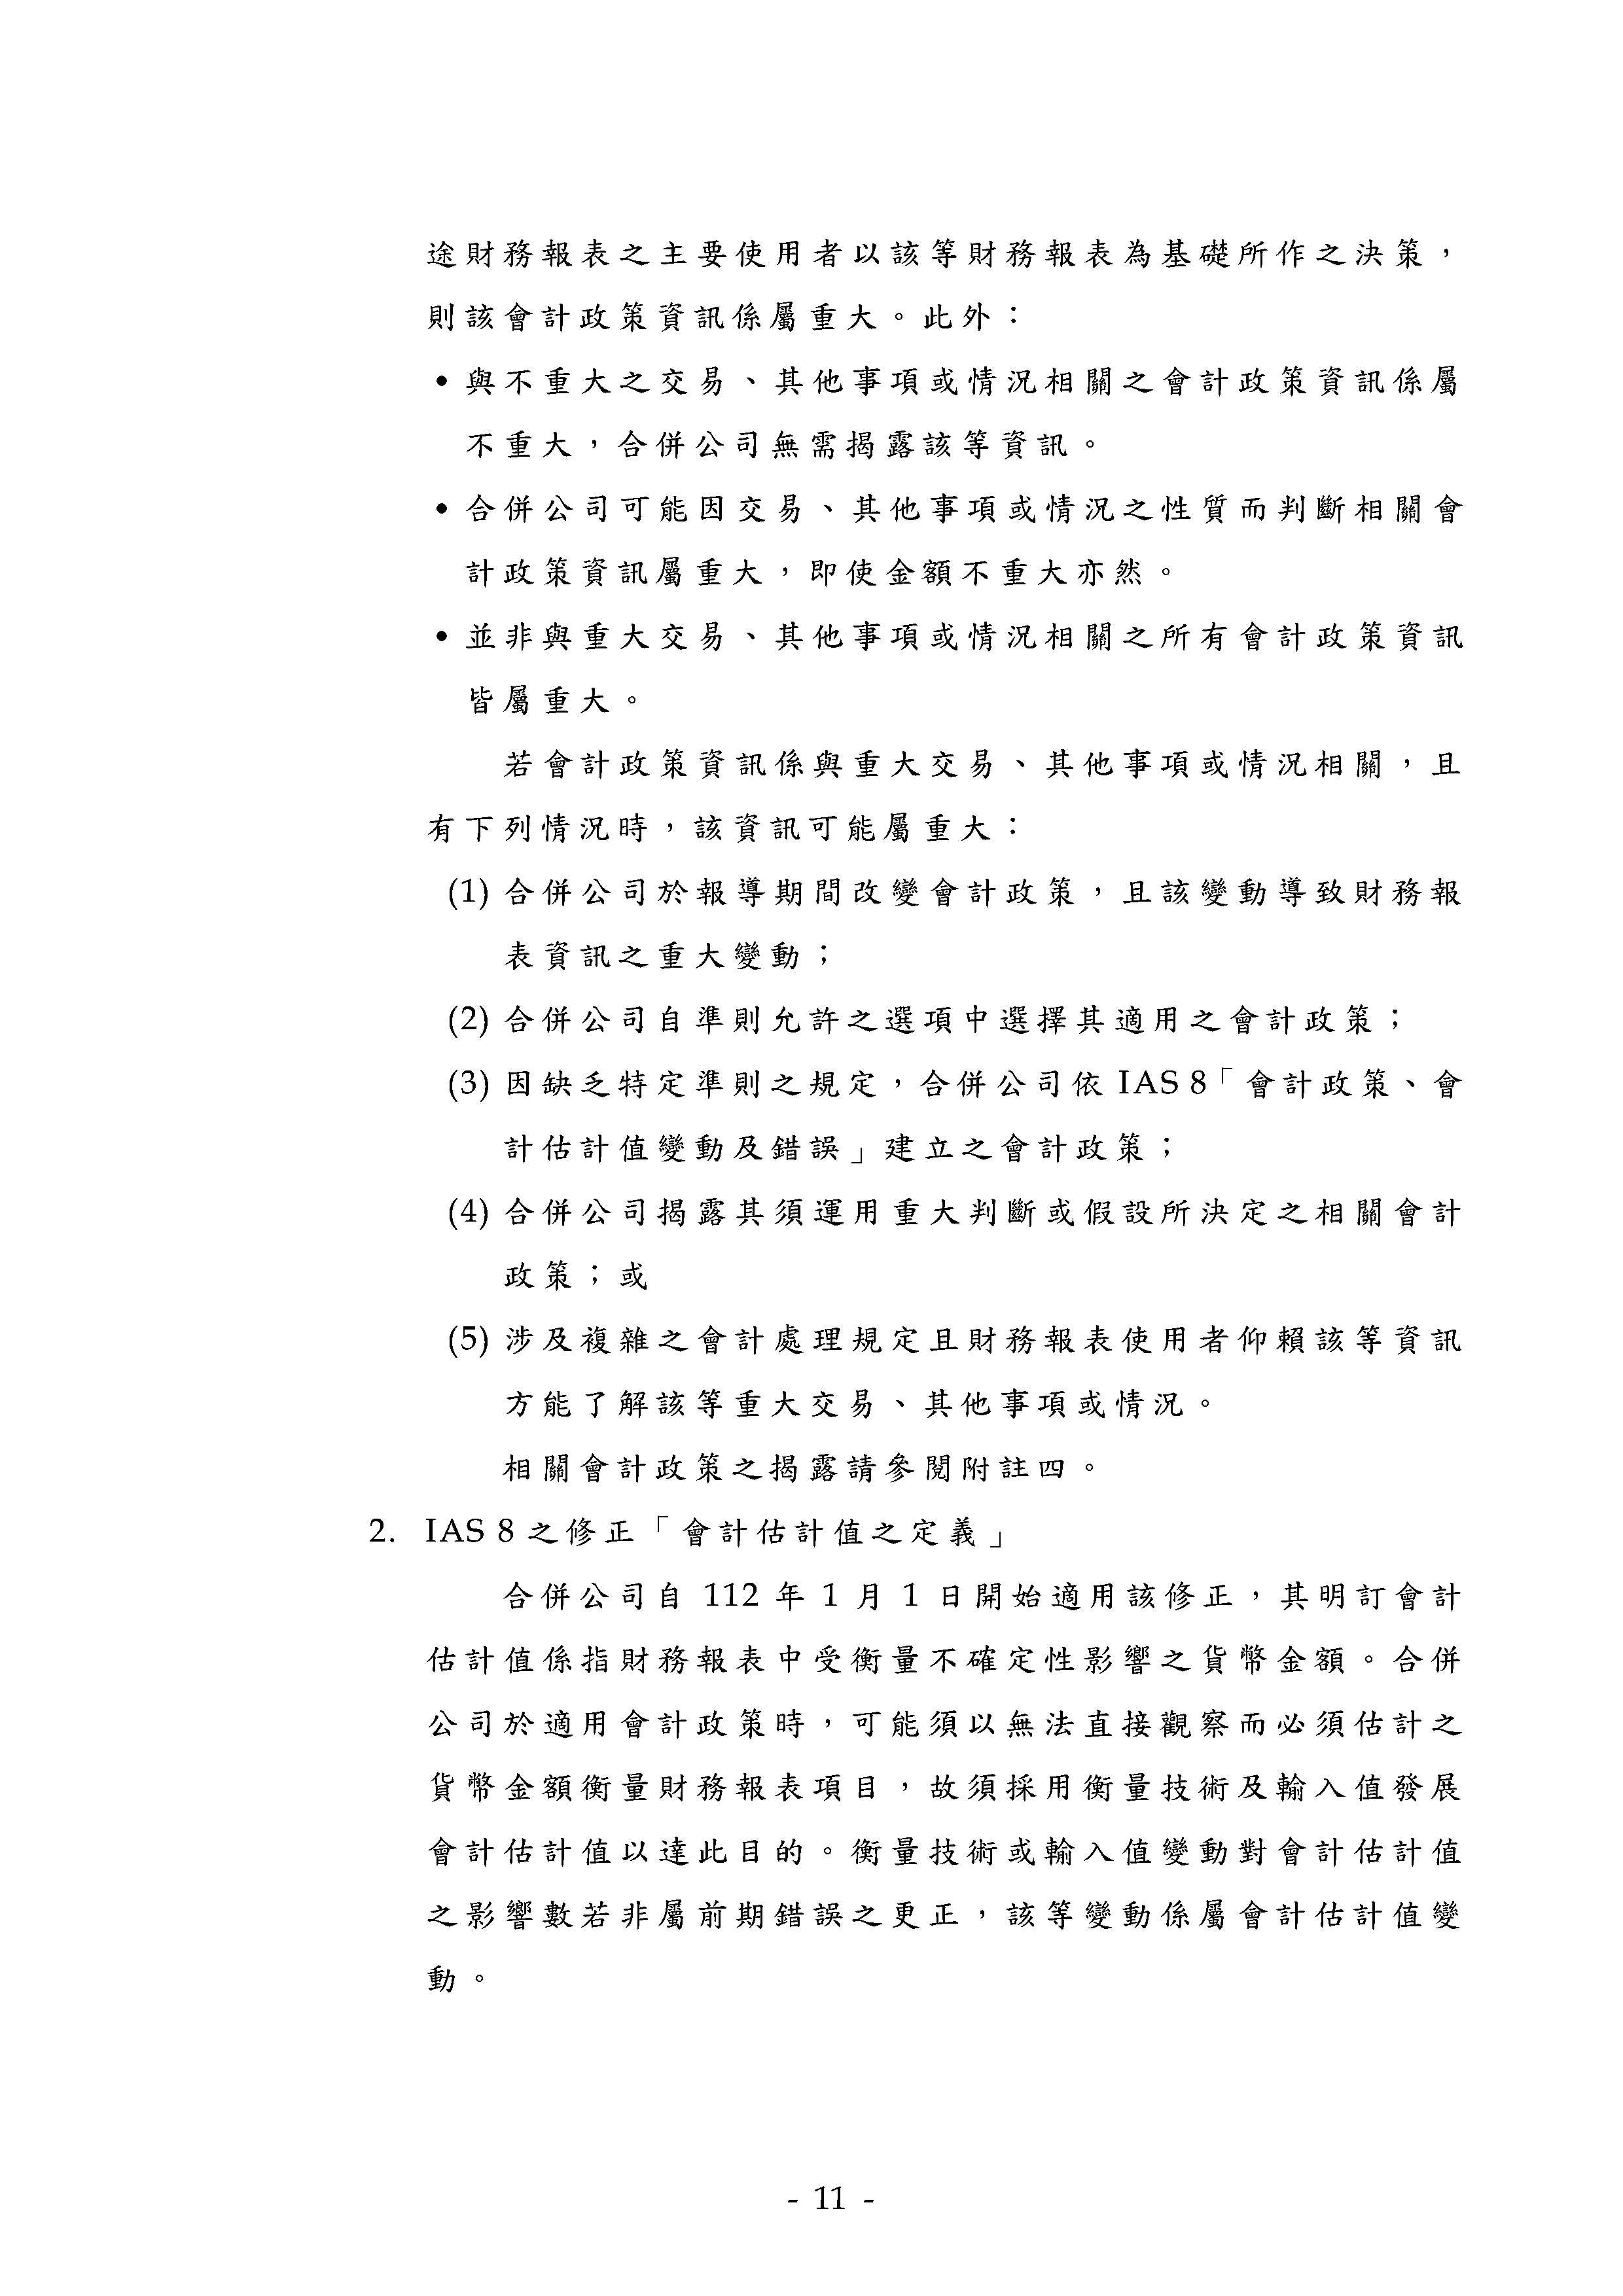 途財務報表之主要使用者以該等財務報表為基礎所作之決策，
則該會計政策資訊係屬重大。此外：
• 與不重大之交易、其他事項或情況相關之會計政策資訊係屬
不重大，合併公司無需揭露該等資訊。
• 合併公司可能因交易、其他事項或情況之性質而判斷相關會
計政策資訊屬重大，即使金額不重大亦然。
• 並非與重大交易、其他事項或情況相關之所有會計政策資訊
皆屬重大。
若會計政策資訊係與重大交易、其他事項或情況相關，且
有下列情況時，該資訊可能屬重大：
(1) 合併公司於報導期間改變會計政策，且該變動導致財務報
表資訊之重大變動；
(2) 合併公司自準則允許之選項中選擇其適用之會計政策；
(3) 因缺乏特定準則之規定，合併公司依 IAS 8「會計政策、會
計估計值變動及錯誤」建立之會計政策；
(4) 合併公司揭露其須運用重大判斷或假設所決定之相關會計
政策；或
(5) 涉及複雜之會計處理規定且財務報表使用者仰賴該等資訊
方能了解該等重大交易、其他事項或情況。
相關會計政策之揭露請參閱附註四。
2. IAS 8 之修正「會計估計值之定義」
合併公司自 112 年 1 月 1 日開始適用該修正，其明訂會計
估計值係指財務報表中受衡量不確定性影響之貨幣金額。合併
公司於適用會計政策時，可能須以無法直接觀察而必須估計之
貨幣金額衡量財務報表項目，故須採用衡量技術及輸入值發展
會計估計值以達此目的。衡量技術或輸入值變動對會計估計值
之影響數若非屬前期錯誤之更正，該等變動係屬會計估計值變
動。
- 11 -